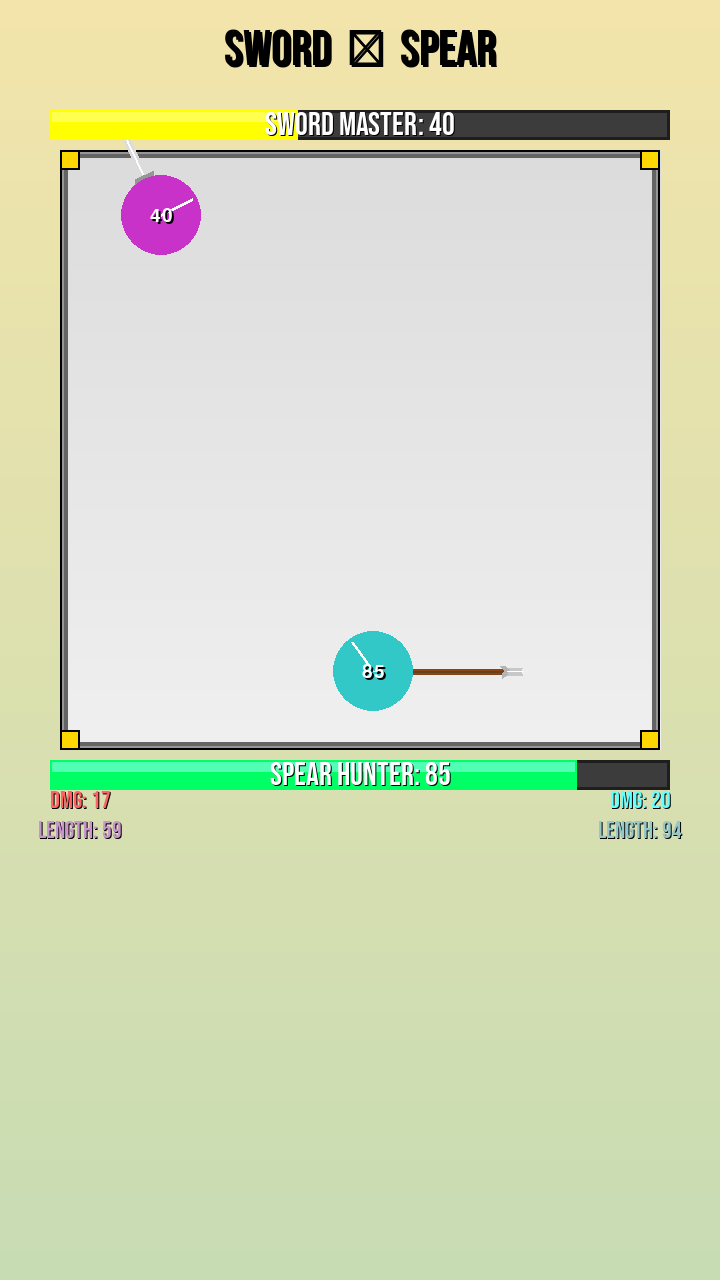 SWORD ☒ SPEAR
SWORD MASTER: 40
40
85
SPEAR HUNTER: 85
DMG: 17
DMG: 20
LENGTH: 59
LENGTH: 94